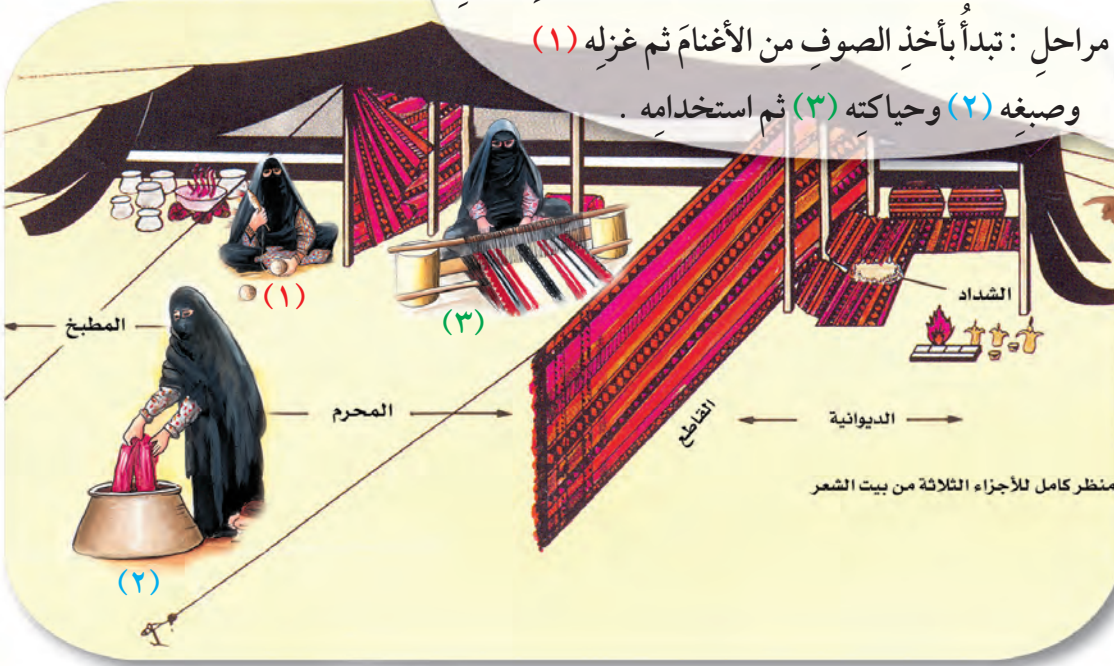 مراحلِ : تبدأُ بأخذِ الصوفِ من الأغنامَ ثم غزلِه (١)
وصبغِه (٢) وحياكتِه (٣) ثم استخدامِه .
(١)
(٣)
الشداد
المطبخ
المحرم
القاطع
الديوانية
منظر كامل للأجزاء الثلاثة من بيت الشعر
(٢)